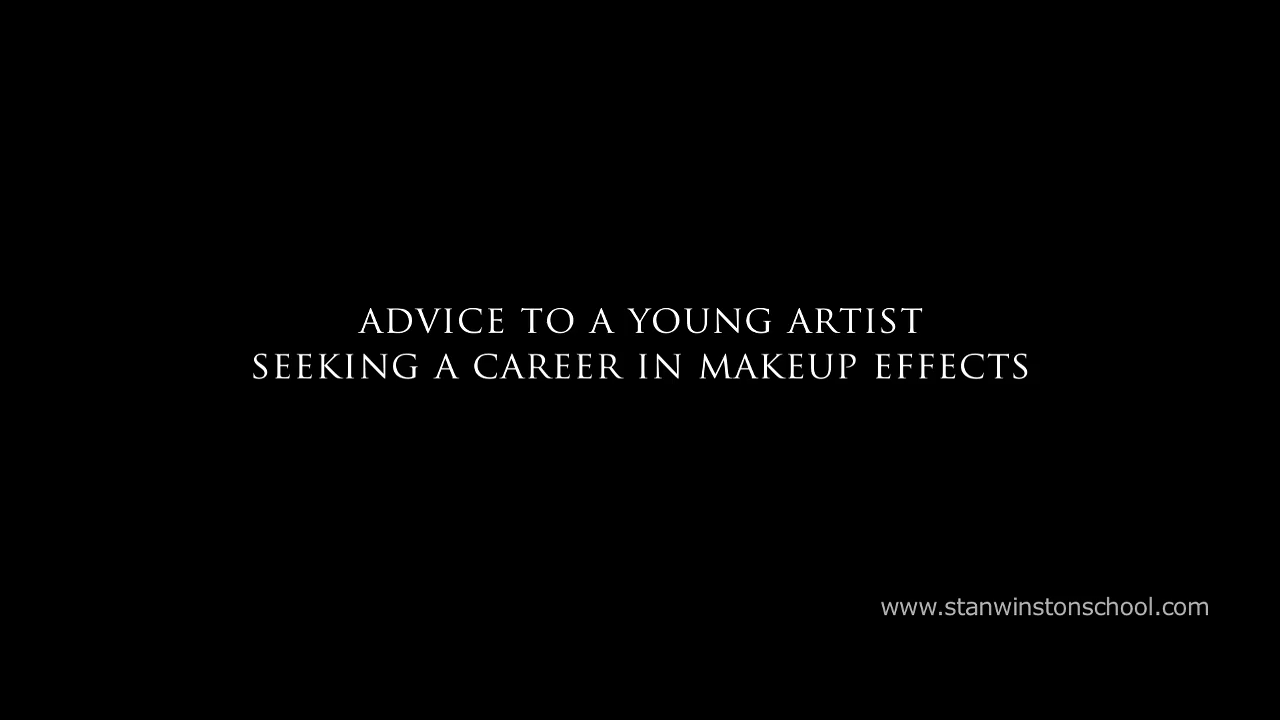 ADVICE TO A YOUNG ARTIST
SEEKING A CAREER IN MAKEUP EFFECTS
www.stanwinstonschool.com